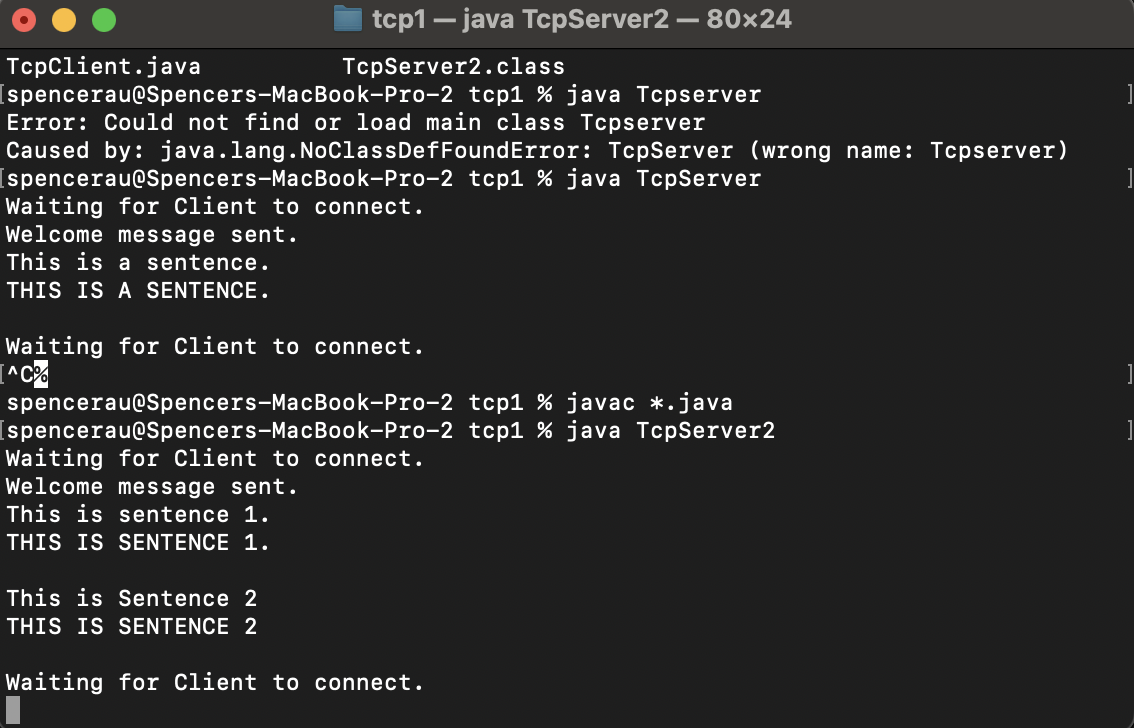 tcp1 — java TcpServer2 — 80×24
TcpClient.java          TcpServer2.class
[spencerau@Spencers-MacBook-Pro-2 tcp1 % java Tcpserver ]
Error: Could not find or load main class Tcpserver
Caused by: java.lang.NoClassDefFoundError: TcpServer (wrong name: Tcpserver)
[spencerau@Spencers-MacBook-Pro-2 tcp1 % java TcpServer ]
Waiting for Client to connect.
Welcome message sent.
This is a sentence.
THIS IS A SENTENCE.

Waiting for Client to connect.
[^C% ]
spencerau@Spencers-MacBook-Pro-2 tcp1 % javac *.java
[spencerau@Spencers-MacBook-Pro-2 tcp1 % java TcpServer2 ]
Waiting for Client to connect.
Welcome message sent.
This is sentence 1.
THIS IS SENTENCE 1.

This is Sentence 2
THIS IS SENTENCE 2

Waiting for Client to connect.